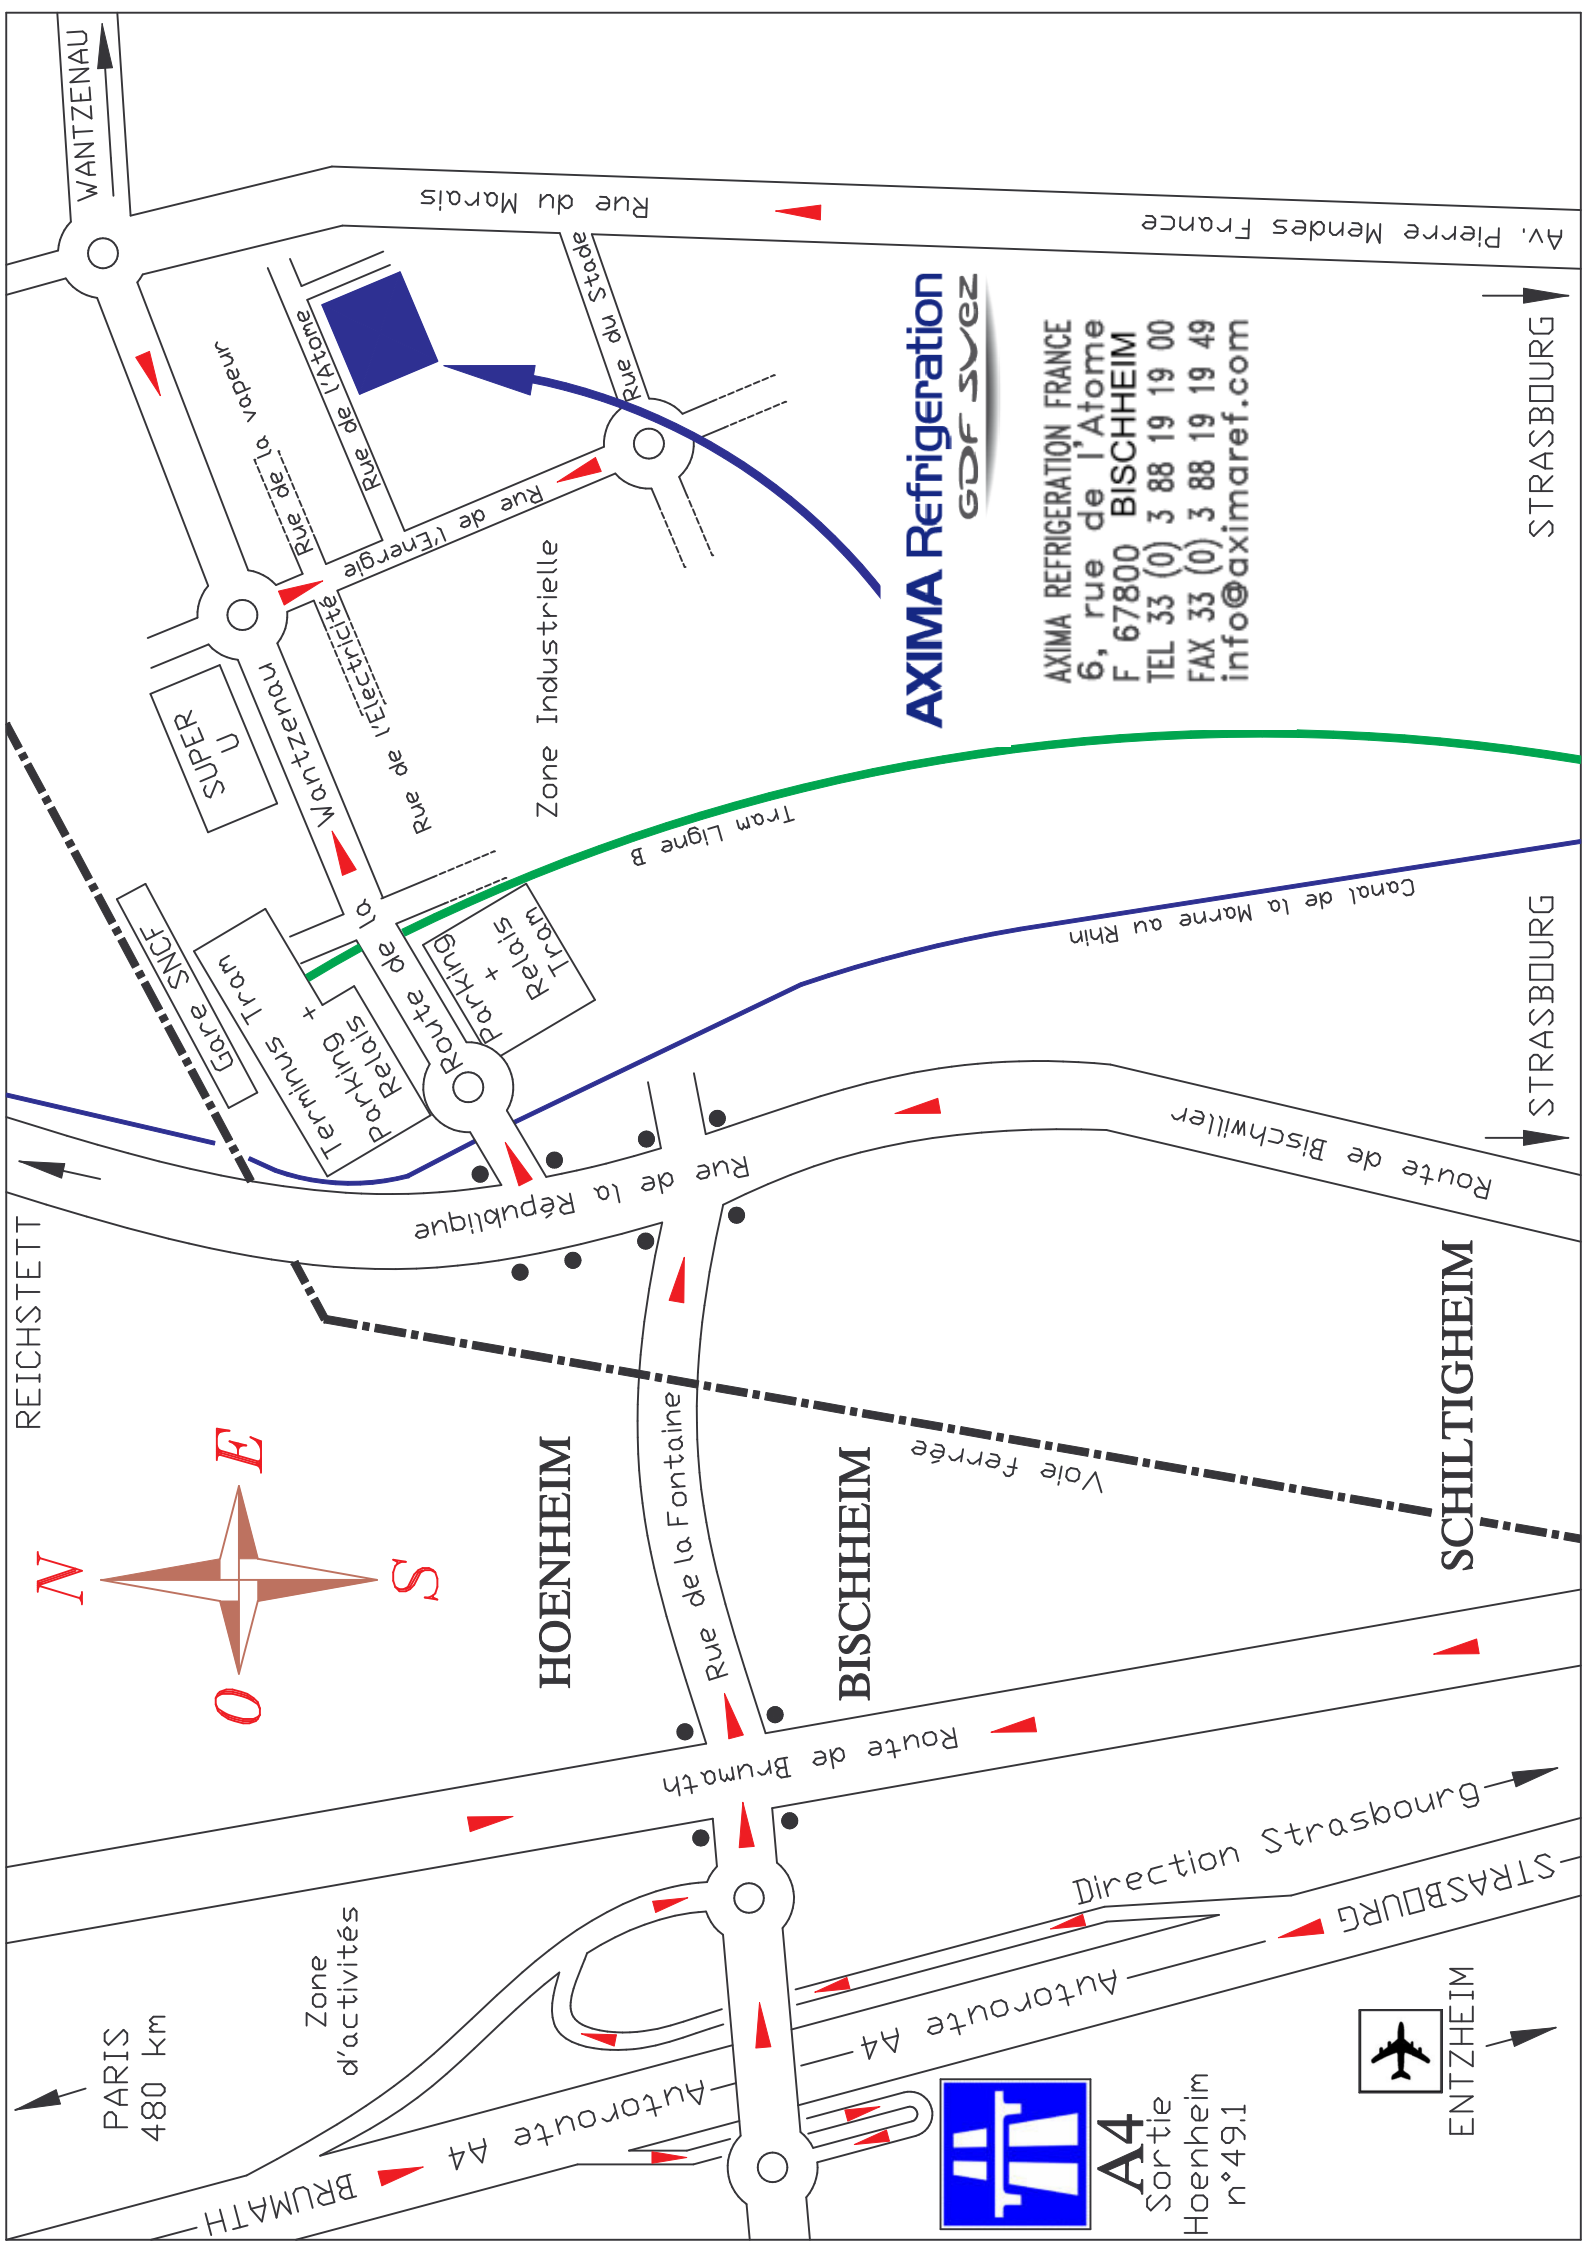 WANTZENAU
Rue du Marais
Av. Pierre Mendes France
Rue du Stade
Rue de l'Atome
Rue de la vapeur
Rue de l'Energie
Rue de l'Electricité
Zone Industrielle
AXIMA Refrigeration
GDF SUEZ
AXIMA REFRIGERATION FRANCE
6, rue de l'Atome
F 67800 BISCHHEIM
TEL 33 (0) 3 88 19 19 00
FAX 33 (0) 3 88 19 19 49
info@aximaref.com
STRASBOURG
SUPER
U
Route de la Wantzenau
Gare SNCF
Terminus Tram
+
Parking
Relais
Parking
+
Relais
Tram
Tram Ligne B
Canal de la Marne au Rhin
STRASBOURG
REICHSTETT
Rue de la République
Route de Bischwiller
N
E
S
O
HOENHEIM
Rue de la Fontaine
BISCHHEIM
Voie ferrée
SCHILTIGHEIM
Route de Brumath
Direction Strasbourg
STRASBOURG
Zone
d'activités
PARIS
480 km
Autoroute A4
Autoroute A4
BRUMATH
A4
Sortie
Hoenheim
n°49.1
ENTZHEIM